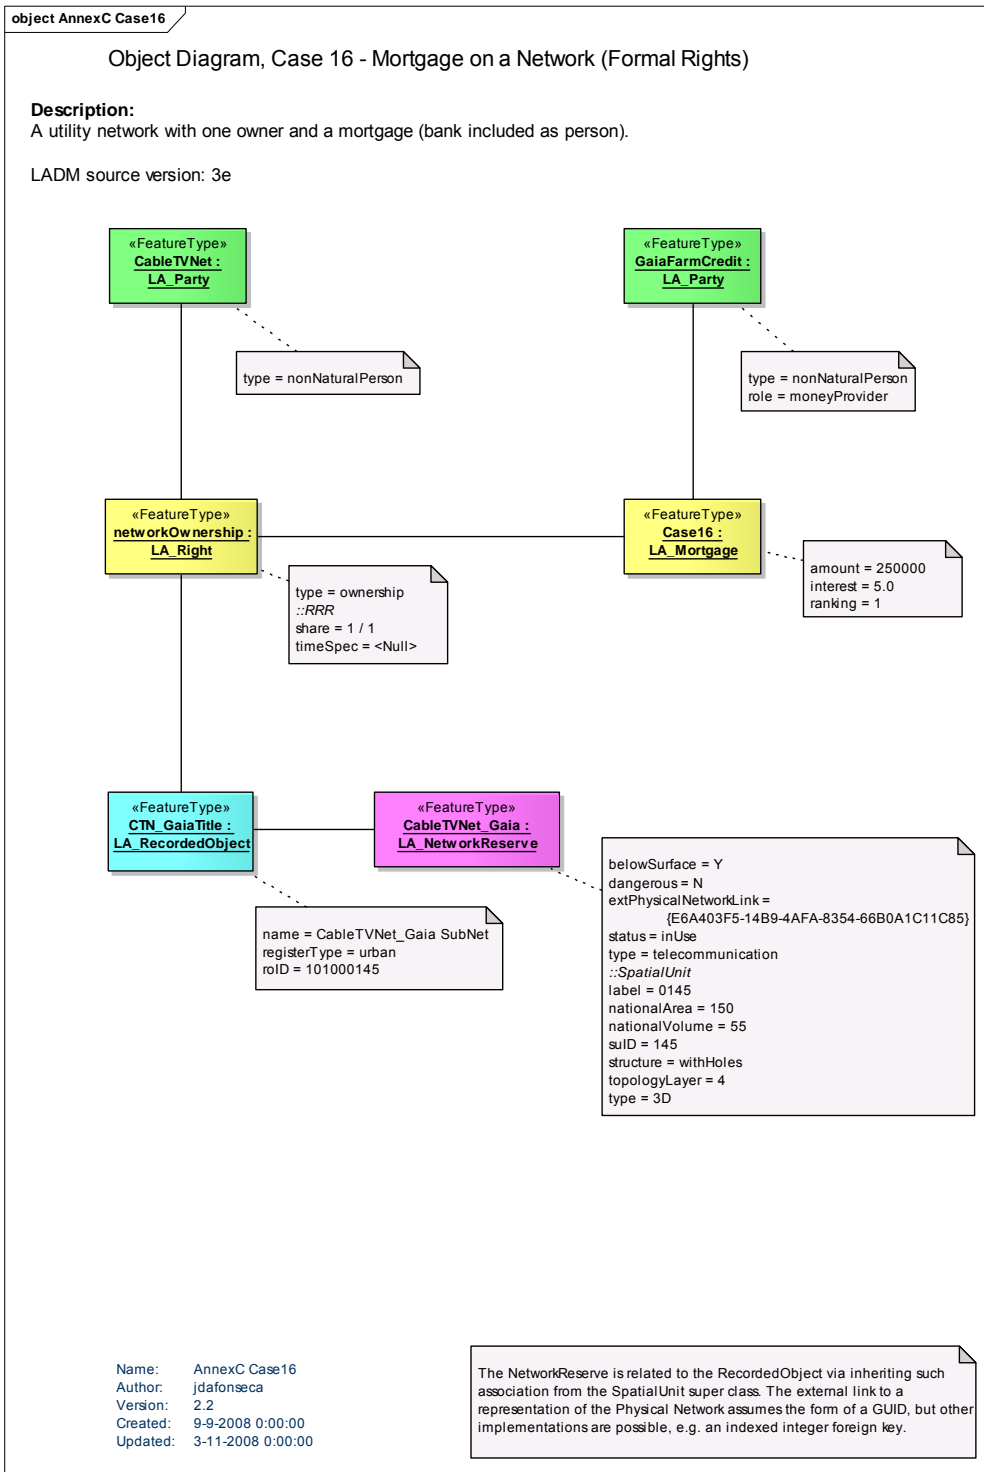 object AnnexC Case16
Object Diagram, Case 16 - Mortgage on a Network (Formal Rights)
Description:
A utility network with one owner and a mortgage (bank included as person).
LADM source version: 3e
«FeatureType»
CableTVNet :
LA_Party
«FeatureType»
GaiaFarmCredit :
LA_Party
type = nonNaturalPerson
type = nonNaturalPerson
role = moneyProvider
«FeatureType»
networkOwnership :
LA_Right
«FeatureType»
Case16 :
LA_Mortgage
type = ownership
::RRR
share = 1 / 1
timeSpec = <Null>
amount = 250000
interest = 5.0
ranking = 1
«FeatureType»
CTN_GaiaTitle :
LA_RecordedObject
«FeatureType»
CableTVNet_Gaia :
LA_NetworkReserve
name = CableTVNet_Gaia SubNet
registerType = urban
roID = 101000145
belowSurface = Y
dangerous = N
extPhysicalNetworkLink =
{E6A403F5-14B9-4AFA-8354-66B0A1C11C85}
status = inUse
type = telecommunication
::SpatialUnit
label = 0145
nationalArea = 150
nationalVolume = 55
suID = 145
structure = withHoles
topologyLayer = 4
type = 3D
Name: AnnexC Case16
Author: jdafonseca
Version: 2.2
Created: 9-9-2008 0:00:00
Updated: 3-11-2008 0:00:00
The NetworkReserve is related to the RecordedObject via inheriting such
association from the SpatialUnit super class. The external link to a
representation of the Physical Network assumes the form of a GUID, but other
implementations are possible, e.g. an indexed integer foreign key.